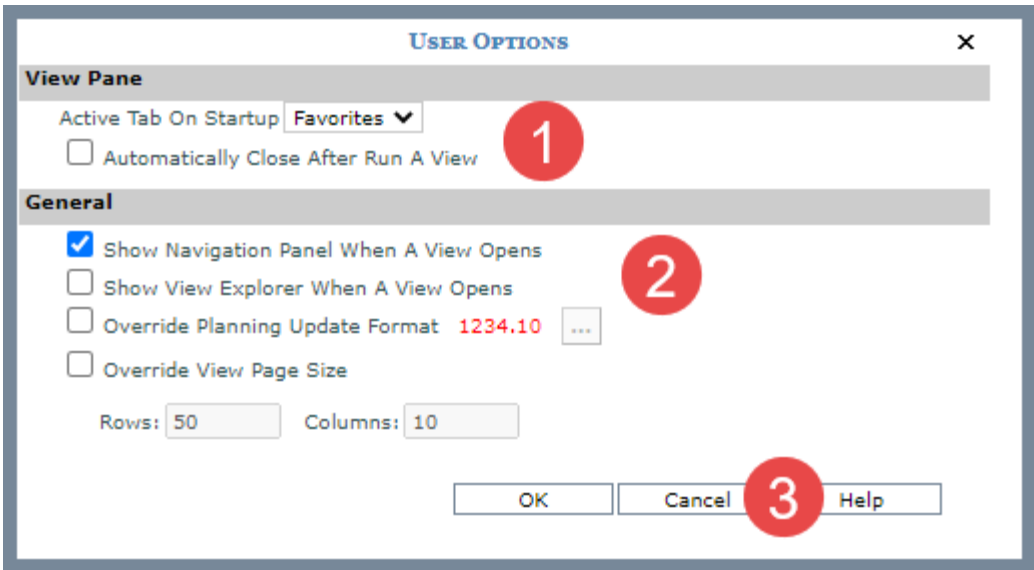 User Options
View Pane
Active Tab On Startup Favorites
1
Automatically Close After Run A View
General
Show Navigation Panel When A View Opens
2
Show View Explorer When A View Opens
Override Planning Update Format 1234.10 ...
Override View Page Size
Rows: 50 Columns: 10
OK Cancel 3 Help